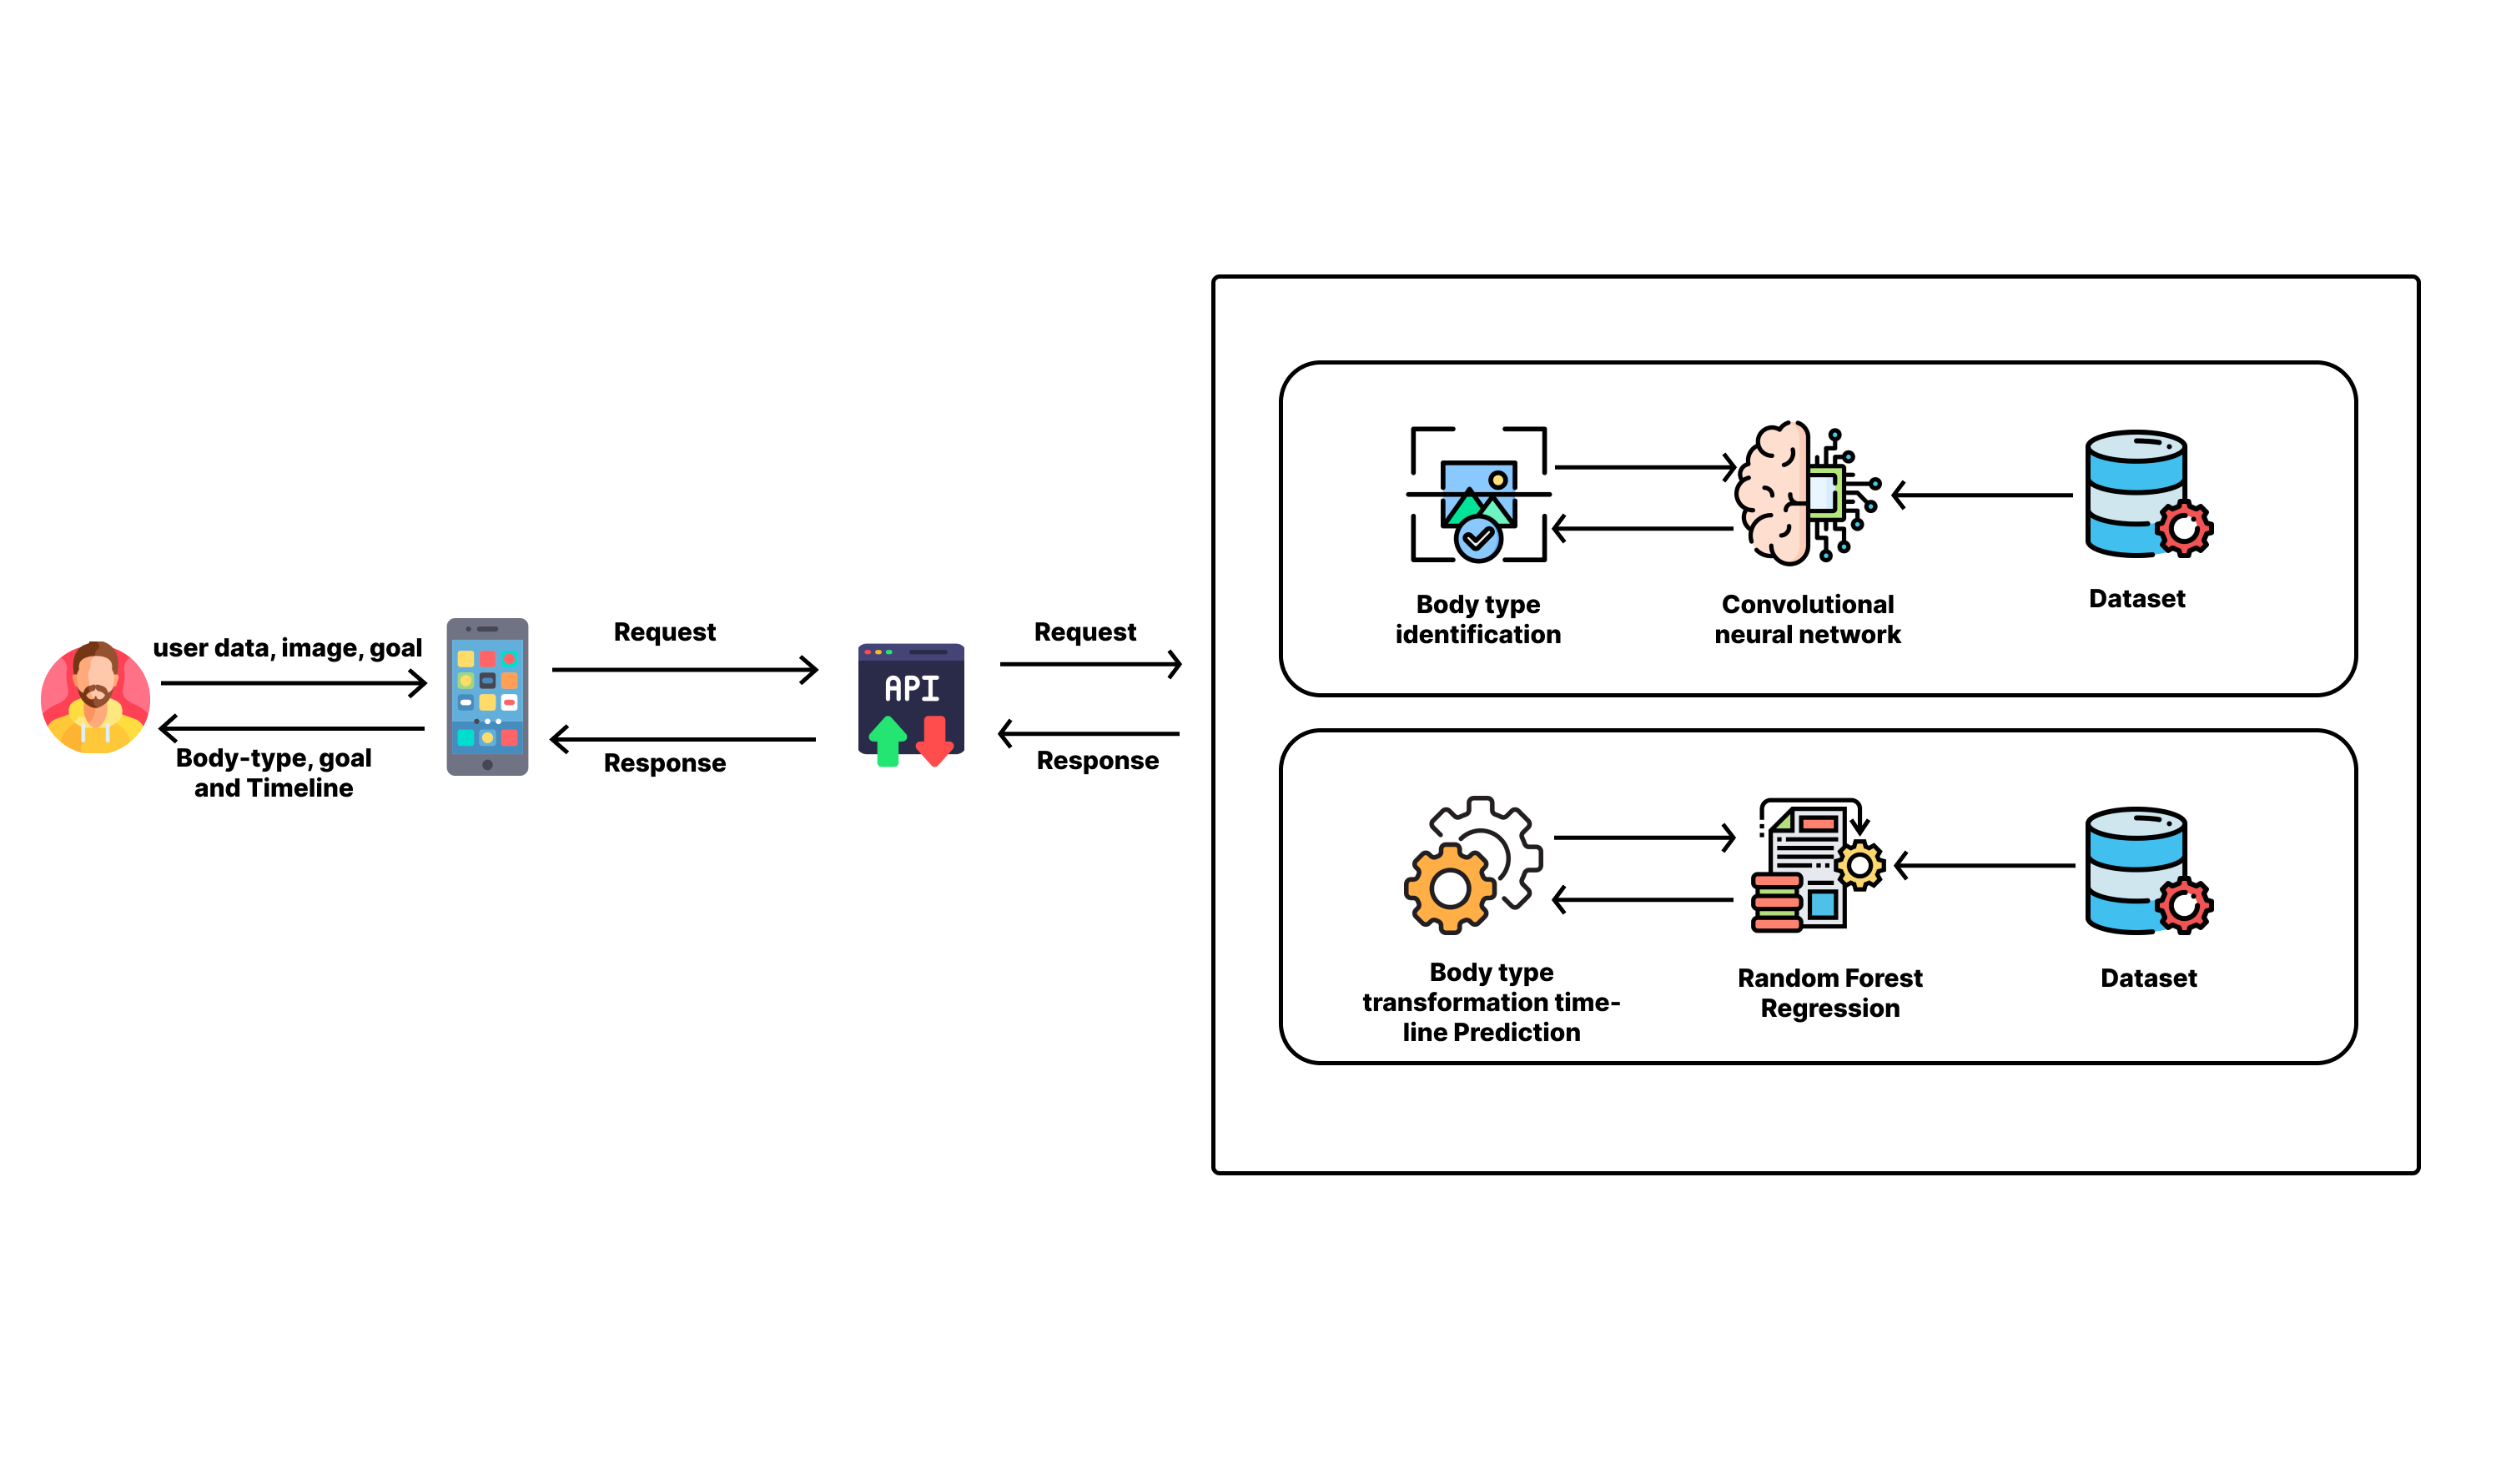 user data, image, goal
Body-type, goal
and Timeline
Request
Response
API
Request
Response
Body type
identification
Convolutional
neural network
Dataset
Body type
transformation time-
line Prediction
Random Forest
Regression
Dataset